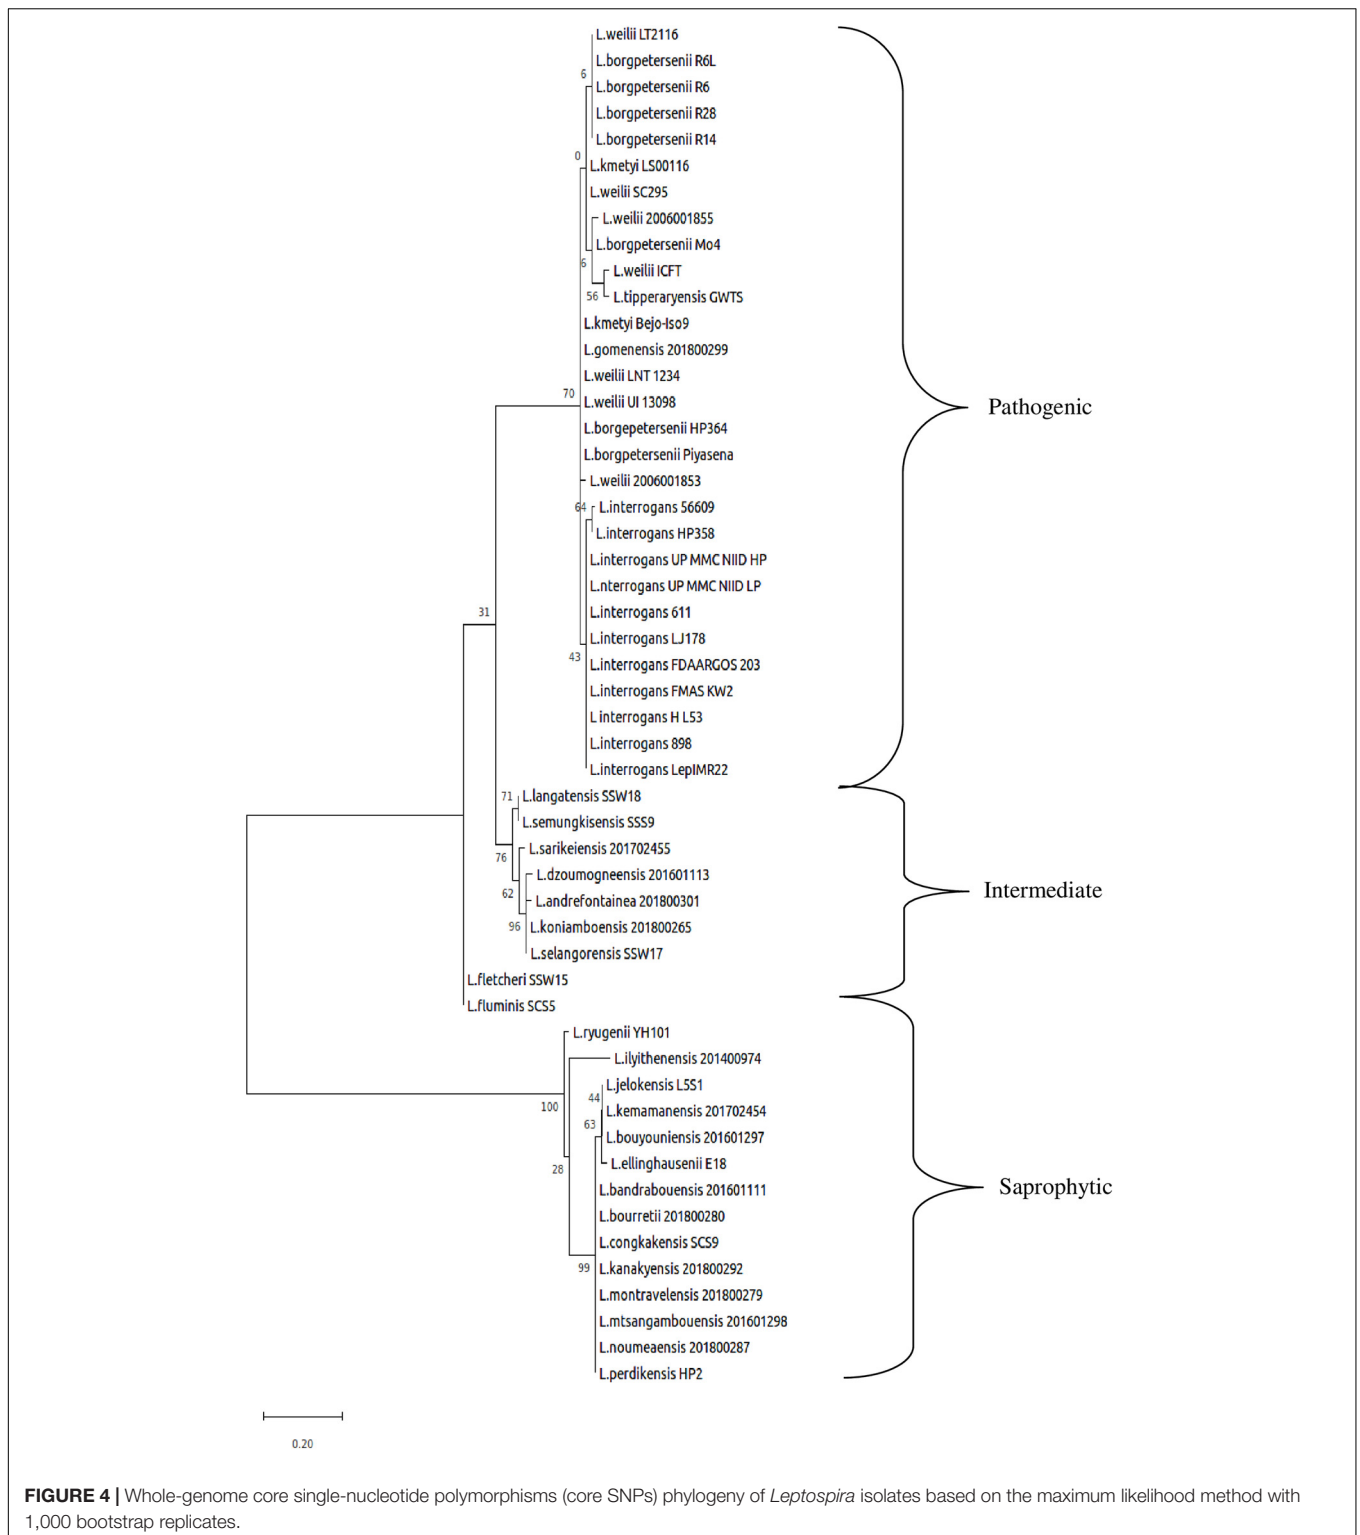 L.weilii LT2116
L.borgpetersenii R6L
6
L.borgpetersenii R6
L.borgpetersenii R28
L.borgpetersenii R14
0
L.kmetyi LS00116
L.weilii SC295
L.weilii 2006001855
L.borgpetersenii Mo4
6
L.weilii ICFT
56
L.tipperaryensis GWTS
L.kmetyi Bejo-Iso9
L.gomenensis 201800299
L.weilii LNT 1234
70
L.weilii UI 13098
Pathogenic
L.borgepetersenii HP364
L.borgpetersenii Piyasena
L.weilii 2006001853
64
L.interrogans 56609
L.interrogans HP358
L.interrogans UP MMC NIID HP
L.nterrogans UP MMC NIID LP
31
L.interrogans 611
L.interrogans LJ178
43
L.interrogans FDAARGOS 203
L.interrogans FMAS KW2
L interrogans H L53
L.interrogans 898
L.interrogans LepIMR22
71
L.langatensis SSW18
L.semungkisensis SSS9
L.sarikeiensis 201702455
76
L.dzoumogneensis 201601113
62
Intermediate
L.andrefontainea 201800301
96
L.koniamboensis 201800265
L.selangorensis SSW17
L.fletcheri SSW15
L.fluminis SCS5
L.ryugenii YH101
L.ilyithenensis 201400974
L.jelokensis L5S1
44
100
L.kemamanensis 201702454
63
L.bouyouniensis 201601297
28
L.ellinghausenii E18
L.bandrabouensis 201601111
Saprophytic
L.bourretii 201800280
L.congkakensis SCS9
99
L.kanakyensis 201800292
L.montravelensis 201800279
L.mtsangambouensis 201601298
L.noumeaensis 201800287
L.perdikensis HP2
0.20
FIGURE 4 | Whole-genome core single-nucleotide polymorphisms (core SNPs) phylogeny of Leptospira isolates based on the maximum likelihood method with
1,000 bootstrap replicates.